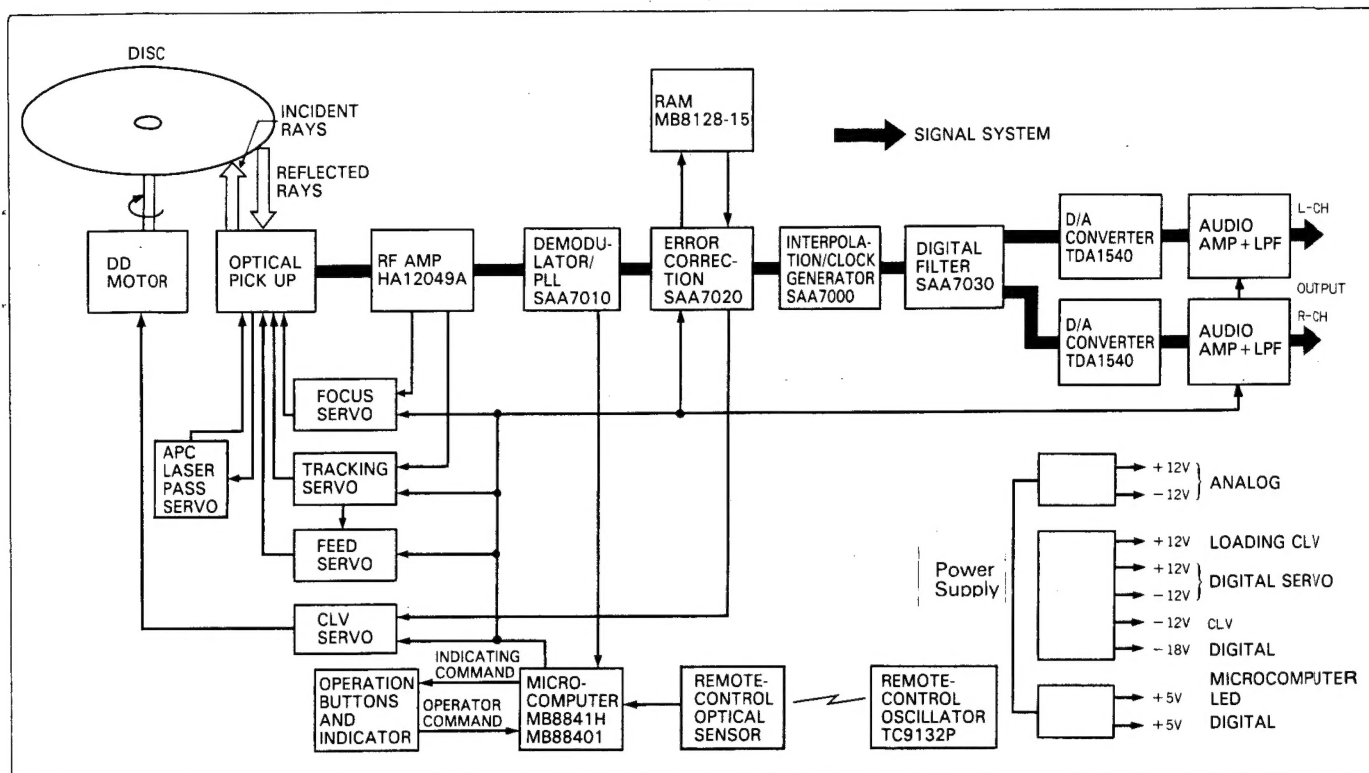 DISC
INCIDENT
RAYS
REFLECTED
RAYS
RAM
MB8128-15
SIGNAL SYSTEM
DD
MOTOR
OPTICAL
PICK UP
RF AMP
HA12049A
DEMODU-
LATOR/
PLL
SAA7010
ERROR
CORREC-
TION
SAA7020
INTERPOLA-
TION/CLOCK
GENERATOR
SAA7000
DIGITAL
FILTER
SAA7030
D/A
CONVERTER
TDA1540
AUDIO
AMP+LPF
L-CH
OUTPUT
R-CH
D/A
CONVERTER
TDA1540
AUDIO
AMP+LPF
FOCUS
SERVO
APC
LASER
PASS
SERVO
TRACKING
SERVO
FEED
SERVO
CLV
SERVO
INDICATING
COMMAND
OPERATOR
COMMAND
OPERATION
BUTTONS
AND
INDICATOR
MICRO-
COMPUTER
MB8841H
MB88401
REMOTE-
CONTROL
OPTICAL
SENSOR
REMOTE-
CONTROL
OSCILLATOR
TC9132P
Power
Supply
+12V
-12V
ANALOG
+12V LOADING CLV
+12V
-12V
DIGITAL SERVO
-12V CLV
-18V DIGITAL
MICROCOMPUTER
+5V LED
+5V DIGITAL